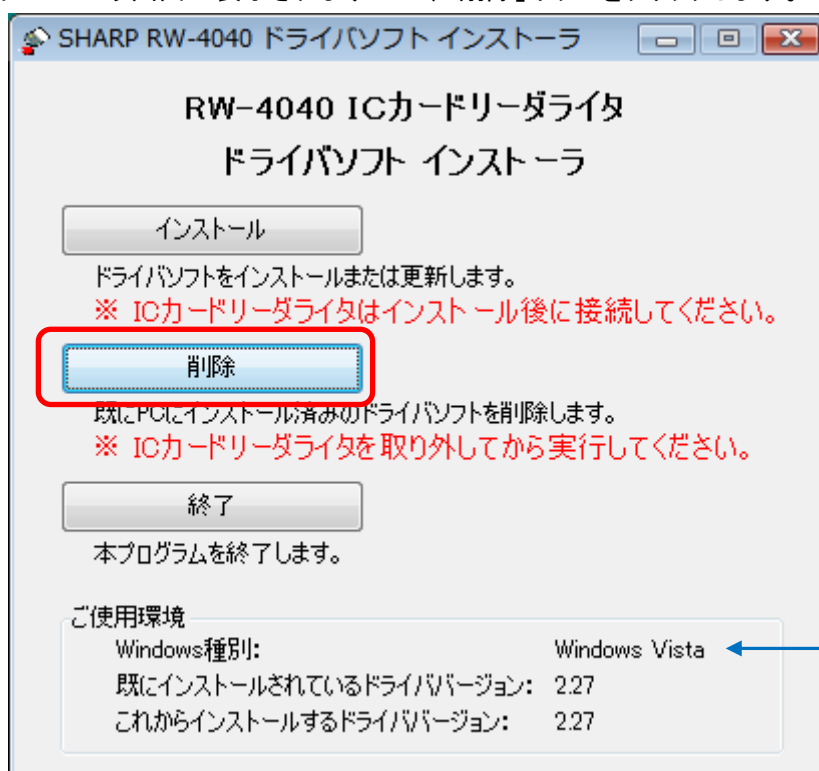 SHARP RW-4040 ドライバソフト インストーラ
RW-4040 ICカードリーダライタ
ドライバソフト インストーラ
インストール
ドライバソフトをインストールまたは更新します。
※ ICカードリーダライタはインストール後に接続してください。
削除
既にPCにインストール済みのドライバソフトを削除します。
※ ICカードリーダライタを取り外してから実行してください。
終了
本プログラムを終了します。
ご使用環境
Windows種別: Windows Vista
既にインストールされているドライババージョン: 2.27
これからインストールするドライババージョン: 2.27